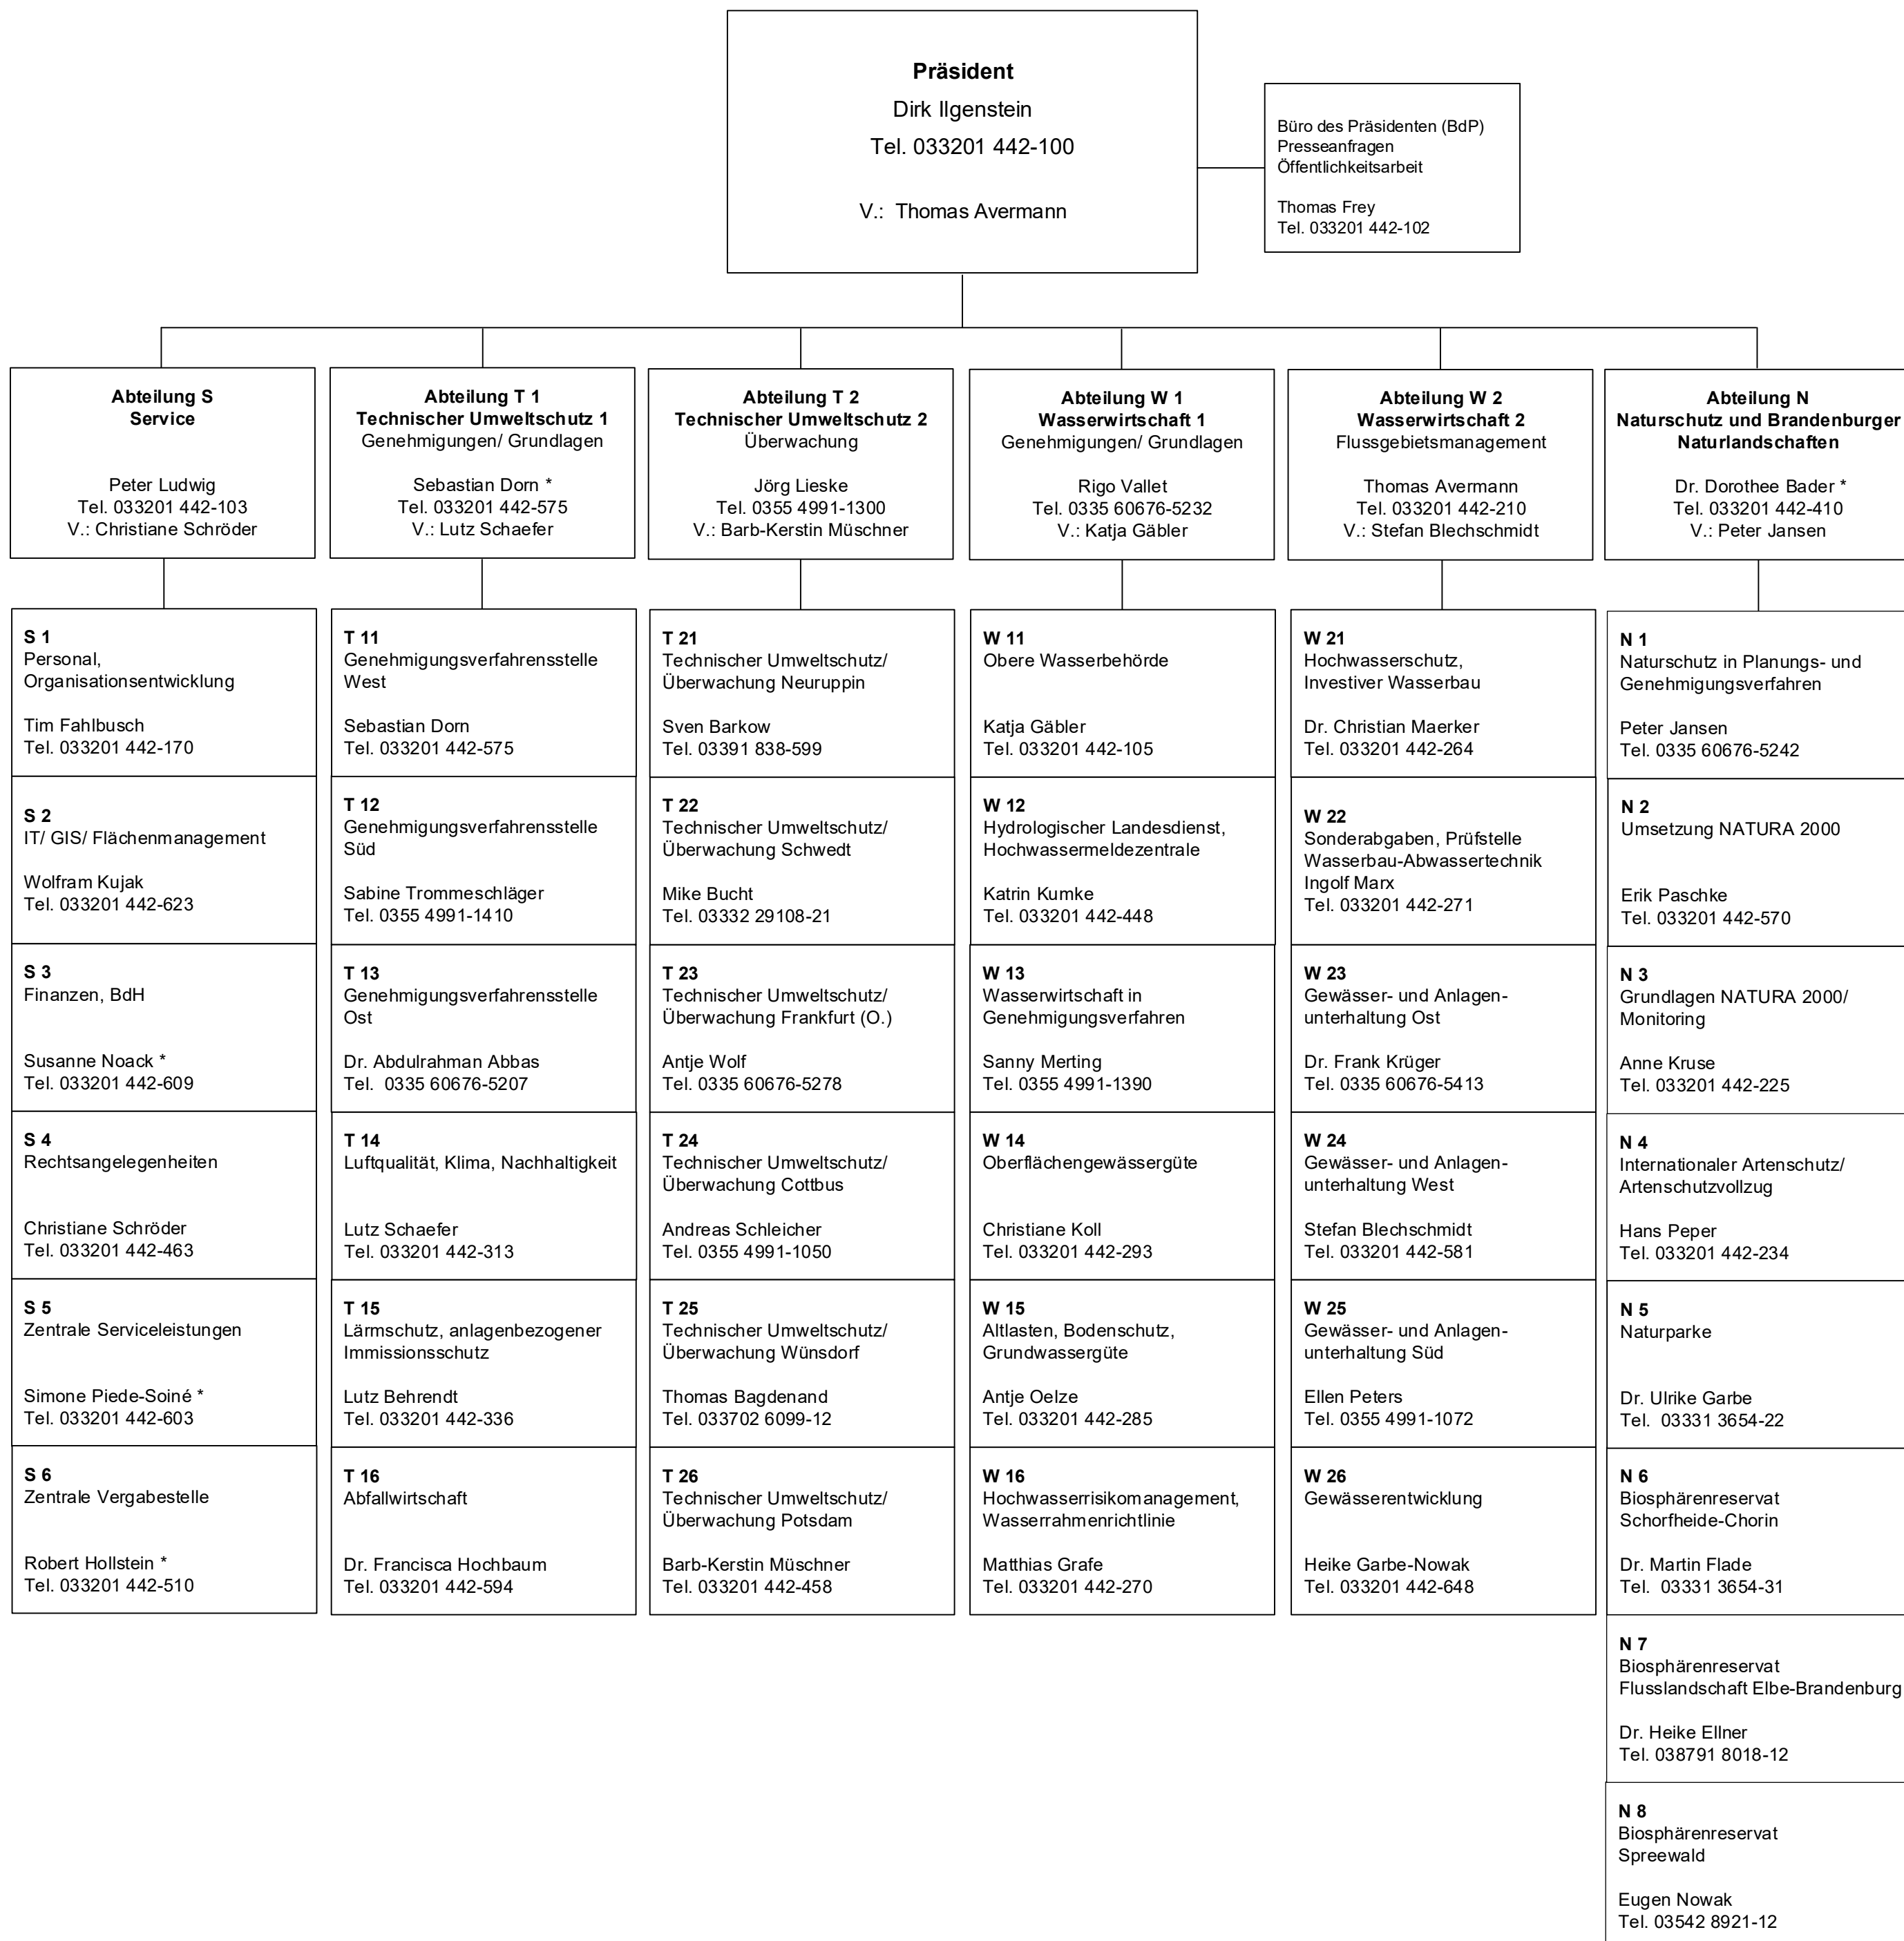 Präsident
Dirk Ilgenstein
Tel. 033201 442-100
V.: Thomas Avermann
Büro des Präsidenten (BdP)
Presseanfragen
Öffentlichkeitsarbeit
Thomas Frey
Tel. 033201 442-102
Abteilung S
Service
Peter Ludwig
Tel. 033201 442-103
V.: Christiane Schröder
Abteilung T 1
Technischer Umweltschutz 1
Genehmigungen/ Grundlagen
Sebastian Dorn *
Tel. 033201 442-575
V.: Lutz Schaefer
Abteilung T 2
Technischer Umweltschutz 2
Überwachung
Jörg Lieske
Tel. 0355 4991-1300
V.: Barb-Kerstin Müschner
Abteilung W 1
Wasserwirtschaft 1
Genehmigungen/ Grundlagen
Rigo Vallet
Tel. 0335 60676-5232
V.: Katja Gäbler
Abteilung W 2
Wasserwirtschaft 2
Flussgebietsmanagement
Thomas Avermann
Tel. 033201 442-210
V.: Stefan Blechschmidt
Abteilung N
Naturschutz und Brandenburger
Naturlandschaften
Dr. Dorothee Bader *
Tel. 033201 442-410
V.: Peter Jansen
S 1
Personal,
Organisationsentwicklung
Tim Fahlbusch
Tel. 033201 442-170
S 2
IT/ GIS/ Flächenmanagement
Wolfram Kujak
Tel. 033201 442-623
S 3
Finanzen, BdH
Susanne Noack *
Tel. 033201 442-609
S 4
Rechtsangelegenheiten
Christiane Schröder
Tel. 033201 442-463
S 5
Zentrale Serviceleistungen
Simone Piede-Soiné *
Tel. 033201 442-603
S 6
Zentrale Vergabestelle
Robert Hollstein *
Tel. 033201 442-510
T 11
Genehmigungsverfahrensstelle
West
Sebastian Dorn
Tel. 033201 442-575
T 12
Genehmigungsverfahrensstelle
Süd
Sabine Trommeschläger
Tel. 0355 4991-1410
T 13
Genehmigungsverfahrensstelle
Ost
Dr. Abdulrahman Abbas
Tel. 0335 60676-5207
T 14
Luftqualität, Klima, Nachhaltigkeit
Lutz Schaefer
Tel. 033201 442-313
T 15
Lärmschutz, anlagenbezogener
Immissionsschutz
Lutz Behrendt
Tel. 033201 442-336
T 16
Abfallwirtschaft
Dr. Francisca Hochbaum
Tel. 033201 442-594
T 21
Technischer Umweltschutz/
Überwachung Neuruppin
Sven Barkow
Tel. 03391 838-599
T 22
Technischer Umweltschutz/
Überwachung Schwedt
Mike Bucht
Tel. 03332 29108-21
T 23
Technischer Umweltschutz/
Überwachung Frankfurt (O.)
Antje Wolf
Tel. 0335 60676-5278
T 24
Technischer Umweltschutz/
Überwachung Cottbus
Andreas Schleicher
Tel. 0355 4991-1050
T 25
Technischer Umweltschutz/
Überwachung Wünsdorf
Thomas Bagdenand
Tel. 033702 6099-12
T 26
Technischer Umweltschutz/
Überwachung Potsdam
Barb-Kerstin Müschner
Tel. 033201 442-458
W 11
Obere Wasserbehörde
Katja Gäbler
Tel. 033201 442-105
W 12
Hydrologischer Landesdienst,
Hochwassermeldezentrale
Katrin Kumke
Tel. 033201 442-448
W 13
Wasserwirtschaft in
Genehmigungsverfahren
Sanny Merting
Tel. 0355 4991-1390
W 14
Oberflächengewässergüte
Christiane Koll
Tel. 033201 442-293
W 15
Altlasten, Bodenschutz,
Grundwassergüte
Antje Oelze
Tel. 033201 442-285
W 16
Hochwasserrisikomanagement,
Wasserrahmenrichtlinie
Matthias Grafe
Tel. 033201 442-270
W 21
Hochwasserschutz,
Investiver Wasserbau
Dr. Christian Maerker
Tel. 033201 442-264
W 22
Sonderabgaben, Prüfstelle
Wasserbau-Abwassertechnik
Ingolf Marx
Tel. 033201 442-271
W 23
Gewässer- und Anlagen-
unterhaltung Ost
Dr. Frank Krüger
Tel. 0335 60676-5413
W 24
Gewässer- und Anlagen-
unterhaltung West
Stefan Blechschmidt
Tel. 033201 442-581
W 25
Gewässer- und Anlagen-
unterhaltung Süd
Ellen Peters
Tel. 0355 4991-1072
W 26
Gewässerentwicklung
Heike Garbe-Nowak
Tel. 033201 442-648
N 1
Naturschutz in Planungs- und
Genehmigungsverfahren
Peter Jansen
Tel. 0335 60676-5242
N 2
Umsetzung NATURA 2000
Erik Paschke
Tel. 033201 442-570
N 3
Grundlagen NATURA 2000/
Monitoring
Anne Kruse
Tel. 033201 442-225
N 4
Internationaler Artenschutz/
Artenschutzvollzug
Hans Peper
Tel. 033201 442-234
N 5
Naturparke
Dr. Ulrike Garbe
Tel. 03331 3654-22
N 6
Biosphärenreservat
Schorfheide-Chorin
Dr. Martin Flade
Tel. 03331 3654-31
N 7
Biosphärenreservat
Flusslandschaft Elbe-Brandenburg
Dr. Heike Ellner
Tel. 038791 8018-12
N 8
Biosphärenreservat
Spreewald
Eugen Nowak
Tel. 03542 8921-12